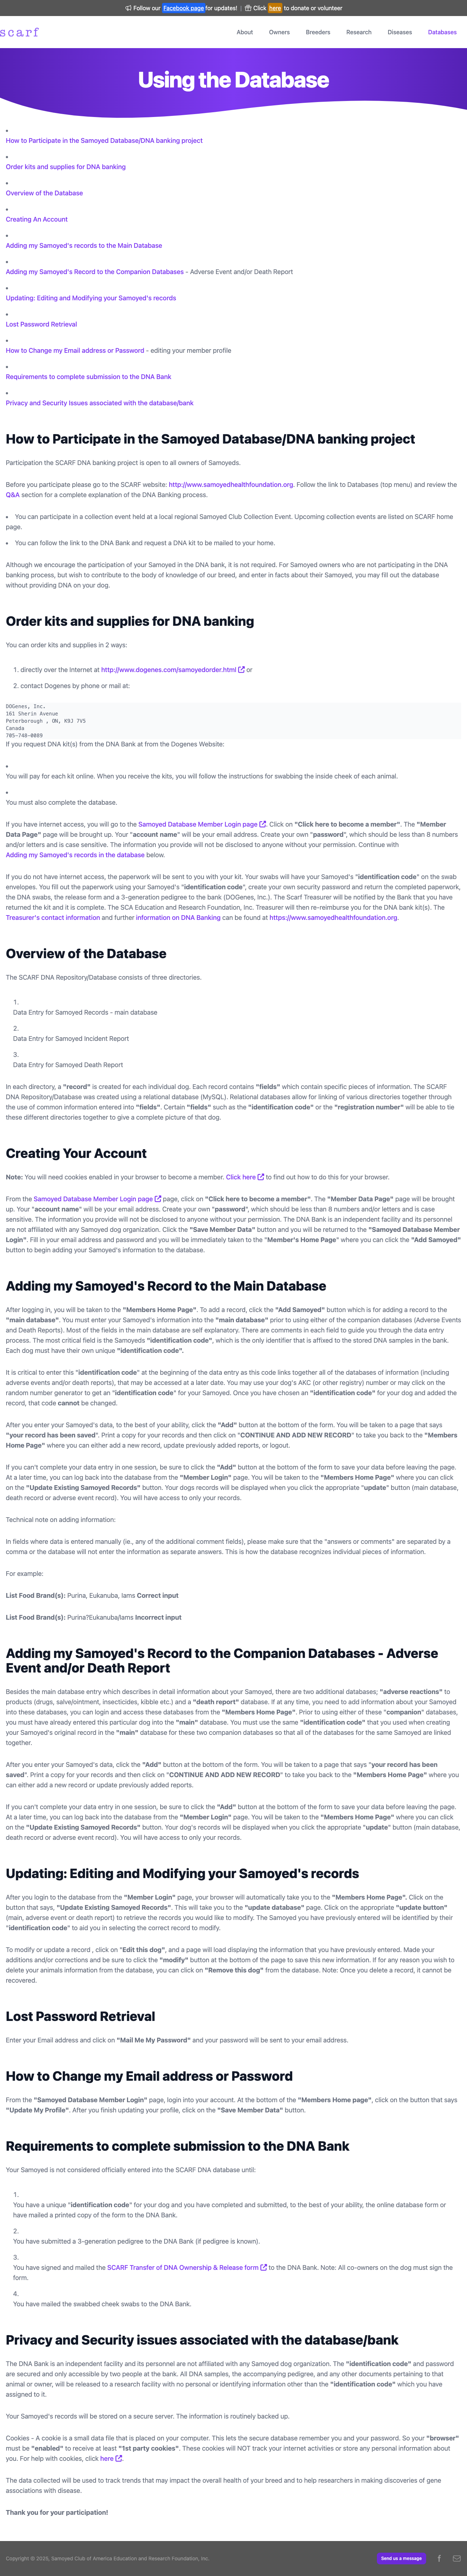 Follow our Facebook page for updates! | Click here to donate or volunteer
scarf
About Owners Breeders Research Diseases Databases
Using the Database
How to Participate in the Samoyed Database/DNA banking project
Order kits and supplies for DNA banking
Overview of the Database
Creating An Account
Adding my Samoyed's records to the Main Database
Adding my Samoyed's Record to the Companion Databases - Adverse Event and/or Death Report
Updating: Editing and Modifying your Samoyed's records
Lost Password Retrieval
How to Change my Email address or Password - editing your member profile
Requirements to complete submission to the DNA Bank
Privacy and Security Issues associated with the database/bank
How to Participate in the Samoyed Database/DNA banking project
Participation the SCARF DNA banking project is open to all owners of Samoyeds.
Before you participate please go to the SCARF website: http://www.samoyedhealthfoundation.org. Follow the link to Databases (top menu) and review the
Q&A section for a complete explanation of the DNA Banking process.
• You can participate in a collection event held at a local regional Samoyed Club Collection Event. Upcoming collection events are listed on SCARF home
page.
• You can follow the link to the DNA Bank and request a DNA kit to be mailed to your home.
Although we encourage the participation of your Samoyed in the DNA bank, it is not required. For Samoyed owners who are not participating in the DNA
banking process, but wish to contribute to the body of knowledge of our breed, and enter in facts about their Samoyed, you may fill out the database
without providing DNA on your dog.
Order kits and supplies for DNA banking
You can order kits and supplies in 2 ways:
1. directly over the Internet at http://www.dogenes.com/samoyedorder.html or
2. contact Dogenes by phone or mail at:
DOGenes, Inc.
161 Sherin Avenue
Peterborough , ON, K9J 7V5
Canada
705-748-0089
If you request DNA kit(s) from the DNA Bank at from the Dogenes Website:
•
You will pay for each kit online. When you receive the kits, you will follow the instructions for swabbing the inside cheek of each animal.
•
You must also complete the database.
If you have internet access, you will go to the Samoyed Database Member Login page. Click on "Click here to become a member". The "Member
Data Page" will be brought up. Your "account name" will be your email address. Create your own "password", which should be less than 8 numbers
and/or letters and is case sensitive. The information you provide will not be disclosed to anyone without your permission. Continue with
Adding my Samoyed's records in the database below.
If you do not have internet access, the paperwork will be sent to you with your kit. Your swabs will have your Samoyed's "identification code" on the swab
envelopes. You fill out the paperwork using your Samoyed's "identification code", create your own security password and return the completed paperwork,
the DNA swabs, the release form and a 3-generation pedigree to the bank (DOGenes, Inc.). The Scarf Treasurer will be notified by the Bank that you have
returned the kit and it is complete. The SCA Education and Research Foundation, Inc. Treasurer will then re-reimburse you for the DNA bank kit(s). The
Treasurer's contact information and further information on DNA Banking can be found at https://www.samoyedhealthfoundation.org.
Overview of the Database
The SCARF DNA Repository/Database consists of three directories.
1.
Data Entry for Samoyed Records - main database
2.
Data Entry for Samoyed Incident Report
3.
Data Entry for Samoyed Death Report
In each directory, a "record" is created for each individual dog. Each record contains "fields" which contain specific pieces of information. The SCARF
DNA Repository/Database was created using a relational database (MySQL). Relational databases allow for linking of various directories together through
the use of common information entered into "fields". Certain "fields" such as the "identification code" or the "registration number" will be able to tie these
different directories together to give a complete picture of that dog.
Creating Your Account
Note: You will need cookies enabled in your browser to become a member. Click here to find out how to do this for your browser.
From the Samoyed Database Member Login page page, click on "Click here to become a member". The "Member Data Page" will be brought
up. Your "account name" will be your email address. Create your own "password", which should be less than 8 numbers and/or letters and is case
sensitive. The information you provide will not be disclosed to anyone without your permission. The DNA Bank is an independent facility and its personnel
are not affiliated with any Samoyed dog organization. Click the "Save Member Data" button and you will be returned to the "Samoyed Database Member
Login". Fill in your email address and password and you will be immediately taken to the "Member's Home Page" where you can click the "Add Samoyed"
button to begin adding your Samoyed's information to the database.
Adding my Samoyed's Record to the Main Database
After logging in, you will be taken to the "Members Home Page". To add a record, click the "Add Samoyed" button which is for adding a record to the
"main database". You must enter your Samoyed's information into the "main database" prior to using either of the companion databases (Adverse Events
and Death Reports). Most of the fields in the main database are self explanatory. There are comments in each field to guide you through the data entry
process. The most critical field is the Samoyeds "identification code", which is the only identifier that is affixed to the stored DNA samples in the bank.
Each dog must have their own unique "identification code".
It is critical to enter this "identification code" at the beginning of the data entry as this code links together all of the databases of information (including
adverse events and/or death reports), that may be accessed at a later date. You may use your dog's AKC (or other registry) number or may click on the
random number generator to get an "identification code" for your Samoyed. Once you have chosen an "identification code" for your dog and added the
record, that code cannot be changed.
After you enter your Samoyed's data, to the best of your ability, click the "Add" button at the bottom of the form. You will be taken to a page that says
"your record has been saved". Print a copy for your records and then click on "CONTINUE AND ADD NEW RECORD" to take you back to the "Members
Home Page" where you can either add a new record, update previously added reports, or logout.
If you can't complete your data entry in one session, be sure to click the "Add" button at the bottom of the form to save your data before leaving the page.
At a later time, you can log back into the database from the "Member Login" page. You will be taken to the "Members Home Page" where you can click
on the "Update Existing Samoyed Records" button. Your dogs records will be displayed when you click the appropriate "update" button (main database,
death record or adverse event record). You will have access to only your records.
Technical note on adding information:
In fields where data is entered manually (ie., any of the additional comment fields), please make sure that the "answers or comments" are separated by a
comma or the database will not enter the information as separate answers. This is how the database recognizes individual pieces of information.
For example:
List Food Brand(s): Purina, Eukanuba, Iams Correct input
List Food Brand(s): Purina?Eukanuba/Iams Incorrect input
Adding my Samoyed's Record to the Companion Databases - Adverse
Event and/or Death Report
Besides the main database entry which describes in detail information about your Samoyed, there are two additional databases; "adverse reactions" to
products (drugs, salve/ointment, insecticides, kibble etc.) and a "death report" database. If at any time, you need to add information about your Samoyed
into these databases, you can login and access these databases from the "Members Home Page". Prior to using either of these "companion" databases,
you must have already entered this particular dog into the "main" database. You must use the same "identification code" that you used when creating
your Samoyed's original record in the "main" database for these two companion databases so that all of the databases for the same Samoyed are linked
together.
After you enter your Samoyed's data, click the "Add" button at the bottom of the form. You will be taken to a page that says "your record has been
saved". Print a copy for your records and then click on "CONTINUE AND ADD NEW RECORD" to take you back to the "Members Home Page" where you
can either add a new record or update previously added reports.
If you can't complete your data entry in one session, be sure to click the "Add" button at the bottom of the form to save your data before leaving the page.
At a later time, you can log back into the database from the "Member Login" page. You will be taken to the "Members Home Page" where you can click
on the "Update Existing Samoyed Records" button. Your dog's records will be displayed when you click the appropriate "update" button (main database,
death record or adverse event record). You will have access to only your records.
Updating: Editing and Modifying your Samoyed's records
After you login to the database from the "Member Login" page, your browser will automatically take you to the "Members Home Page". Click on the
button that says, "Update Existing Samoyed Records". This will take you to the "update database" page. Click on the appropriate "update button"
(main, adverse event or death report) to retrieve the records you would like to modify. The Samoyed you have previously entered will be identified by their
"identification code" to aid you in selecting the correct record to modify.
To modify or update a record , click on "Edit this dog", and a page will load displaying the information that you have previously entered. Made your
additions and/or corrections and be sure to click the "modify" button at the bottom of the page to save this new information. If for any reason you wish to
delete your animals information from the database, you can click on "Remove this dog" from the database. Note: Once you delete a record, it cannot be
recovered.
Lost Password Retrieval
Enter your Email address and click on "Mail Me My Password" and your password will be sent to your email address.
How to Change my Email address or Password
From the "Samoyed Database Member Login" page, login into your account. At the bottom of the "Members Home page", click on the button that says
"Update My Profile". After you finish updating your profile, click on the "Save Member Data" button.
Requirements to complete submission to the DNA Bank
Your Samoyed is not considered officially entered into the SCARF DNA database until:
1.
You have a unique "identification code" for your dog and you have completed and submitted, to the best of your ability, the online database form or
have mailed a printed copy of the form to the DNA Bank.
2.
You have submitted a 3-generation pedigree to the DNA Bank (if pedigree is known).
3.
You have signed and mailed the SCARF Transfer of DNA Ownership & Release form to the DNA Bank. Note: All co-owners on the dog must sign the
form.
4.
You have mailed the swabbed cheek swabs to the DNA Bank.
Privacy and Security issues associated with the database/bank
The DNA Bank is an independent facility and its personnel are not affiliated with any Samoyed dog organization. The "identification code" and password
are secured and only accessible by two people at the bank. All DNA samples, the accompanying pedigree, and any other documents pertaining to that
animal or owner, will be released to a research facility with no personal or identifying information other than the "identification code" which you have
assigned to it.
Your Samoyed's records will be stored on a secure server. The information is routinely backed up.
Cookies - A cookie is a small data file that is placed on your computer. This lets the secure database remember you and your password. So your "browser"
must be "enabled" to receive at least "1st party cookies". These cookies will NOT track your internet activities or store any personal information about
you. For help with cookies, click here.
The data collected will be used to track trends that may impact the overall health of your breed and to help researchers in making discoveries of gene
associations with disease.
Thank you for your participation!
Copyright © 2025, Samoyed Club of America Education and Research Foundation, Inc. Send us a message